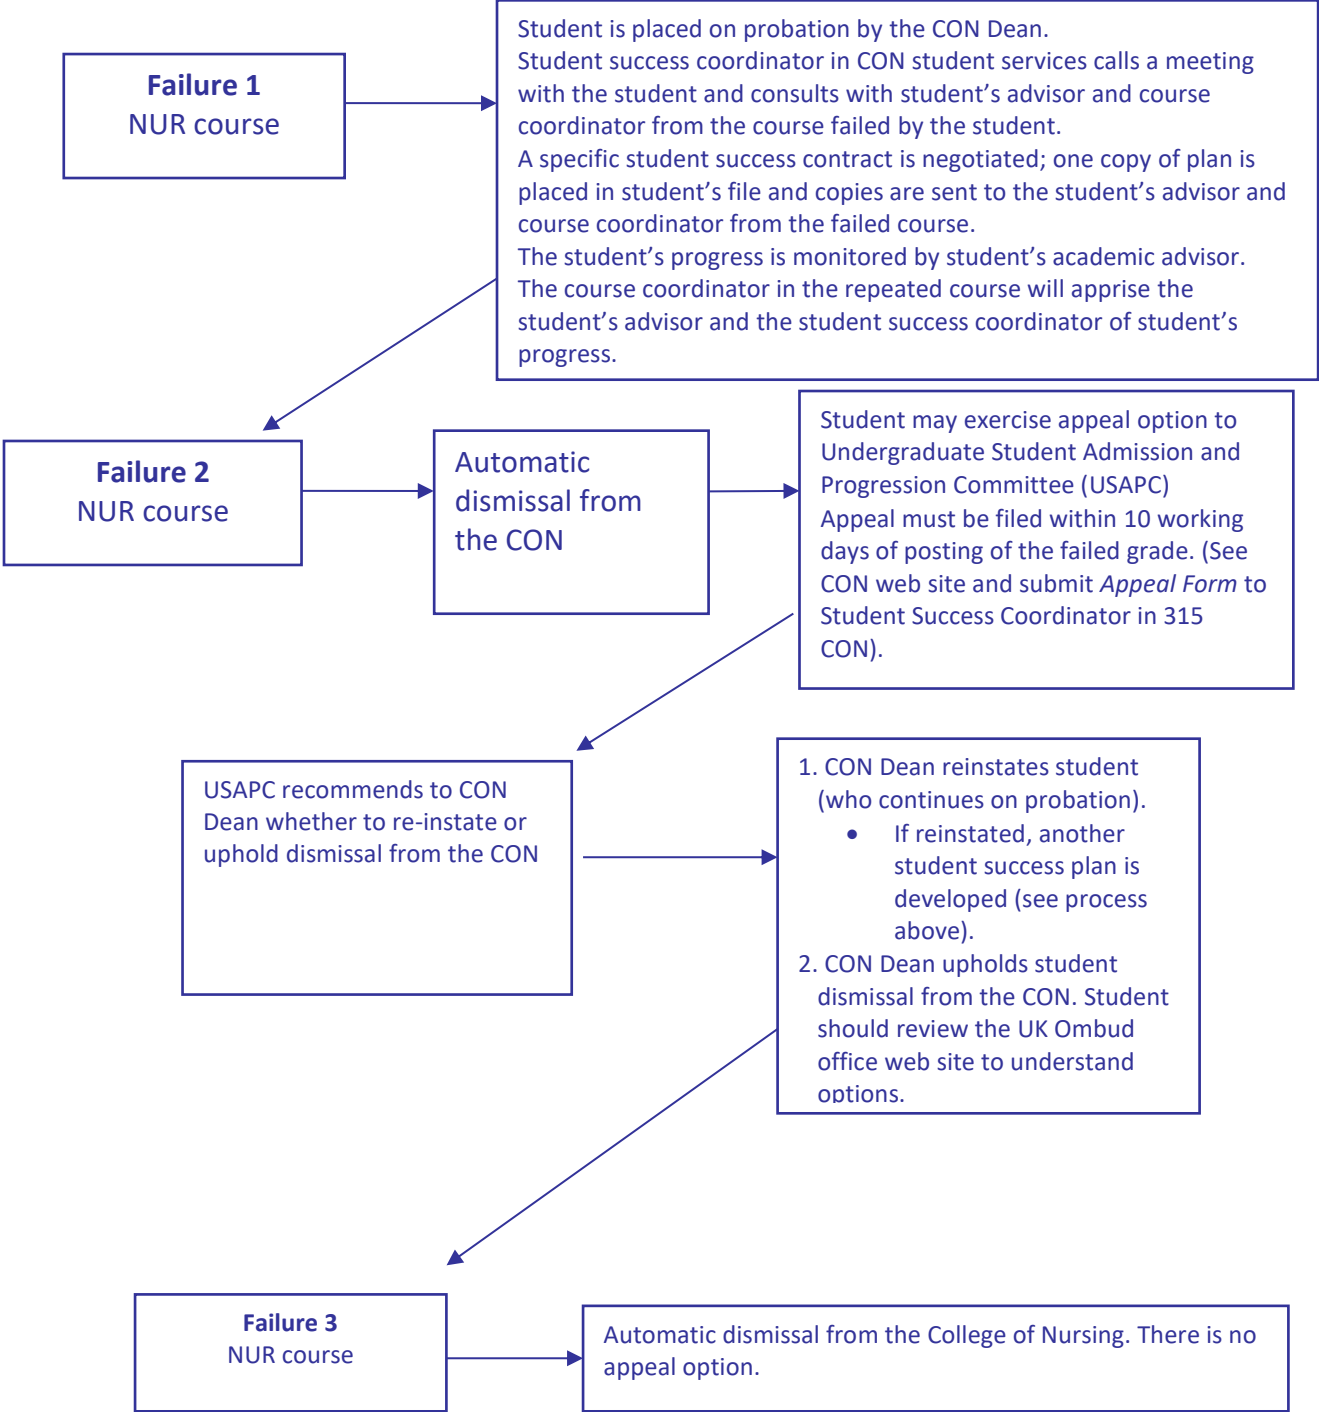 Failure 1
NUR course
Student is placed on probation by the CON Dean.
Student success coordinator in CON student services calls a meeting
with the student and consults with student’s advisor and course
coordinator from the course failed by the student.
A specific student success contract is negotiated; one copy of plan is
placed in student’s file and copies are sent to the student’s advisor and
course coordinator from the failed course.
The student’s progress is monitored by student’s academic advisor.
The course coordinator in the repeated course will apprise the
student’s advisor and the student success coordinator of student’s
progress.
Failure 2
NUR course
Automatic
dismissal from
the CON
Student may exercise appeal option to
Undergraduate Student Admission and
Progression Committee (USAPC)
Appeal must be filed within 10 working
days of posting of the failed grade. (See
CON web site and submit Appeal Form to
Student Success Coordinator in 315
CON).
USAPC recommends to CON
Dean whether to re-instate or
uphold dismissal from the CON
1. CON Dean reinstates student
(who continues on probation).
• If reinstated, another
student success plan is
developed (see process
above).
2. CON Dean upholds student
dismissal from the CON. Student
should review the UK Ombud
office web site to understand
options.
Failure 3
NUR course
Automatic dismissal from the College of Nursing. There is no
appeal option.